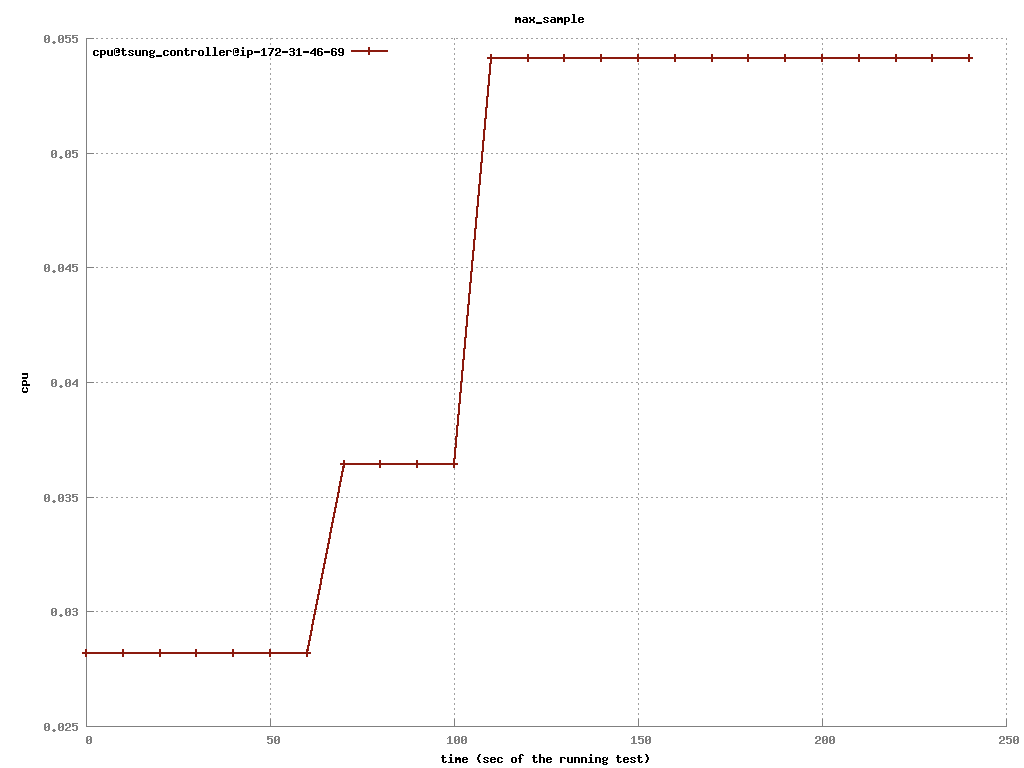 max_sample
0.055
cpu@tsung_controller@ip-172-31-46-69
0.05
0.045
cpu
0.04
0.035
0.03
0.025
0 50 100 150 200 250
time (sec of the running test)